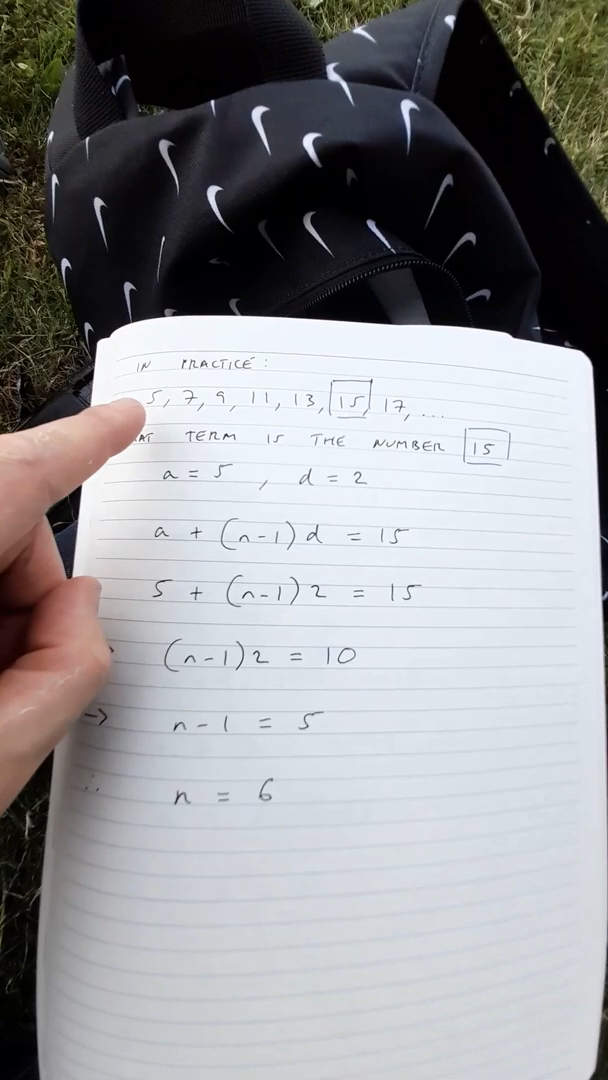 IN PRACTICE:
5, 7, 9, 11, 13, 15, 17, ...
TERM IS THE NUMBER 15
a = 5 , d = 2
a + (n-1)d = 15
5 + (n-1)2 = 15
(n-1)2 = 10
→ n-1 = 5
∴ n = 6